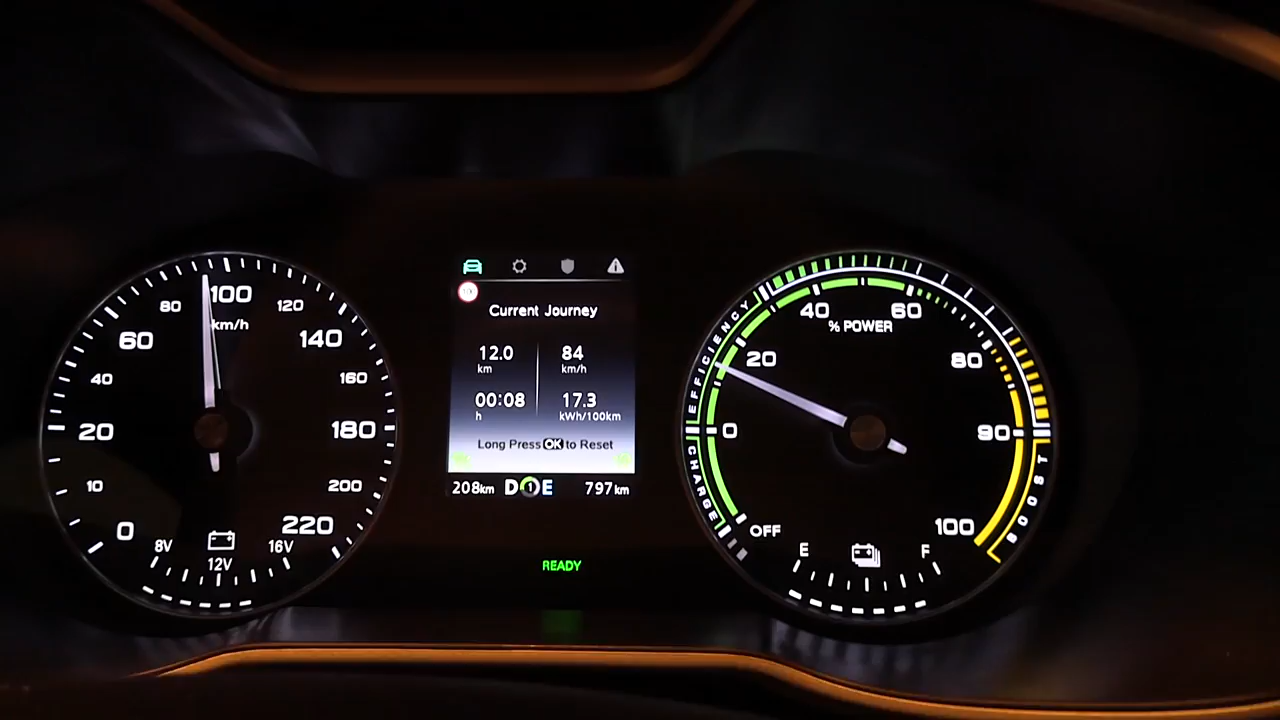 0
10
20
40
60
80
100
120
140
160
180
200
220
km/h
8V
12V
16V
Current Journey
12.0 km
84 km/h
00:08 h
17.3 kWh/100km
Long Press OK to Reset
208km D 1 E 797km
READY
OFF
0
20
40
60
80
90
100
% POWER
CHARGE
EFFICIENCY
BOOST
E
F